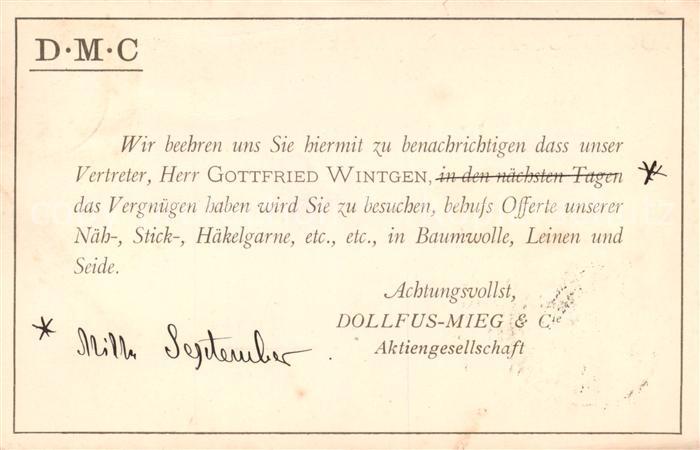 D·M·C
Wir beehren uns Sie hiermit zu benachrichtigen dass unser
Vertreter, Herr GOTTFRIED WINTGEN, in den nächsten Tagen *
das Vergnügen haben wird Sie zu besuchen, behufs Offerte unserer
Näh-, Stick-, Häkelgarne, etc., etc., in Baumwolle, Leinen und
Seide.
Achtungsvollst,
DOLLFUS-MIEG & Cie
Aktiengesellschaft
* Mitte September.